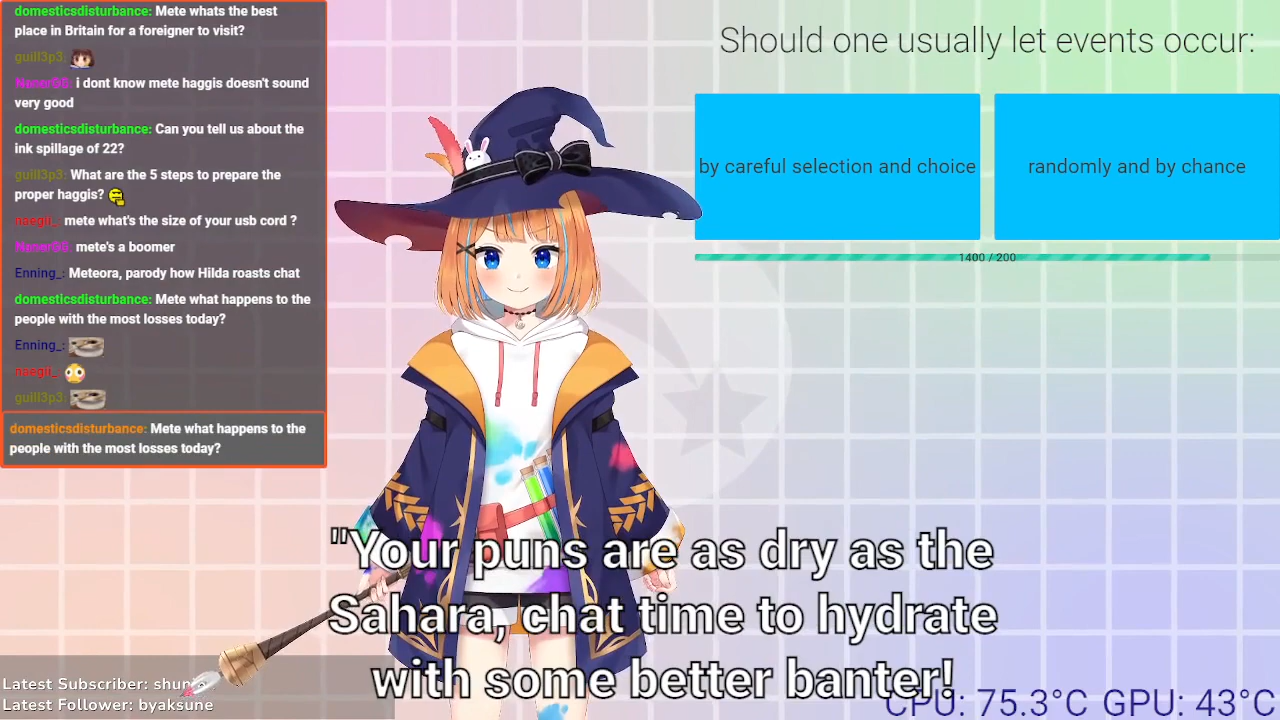 domesticsdisturbance: Mete whats the best
place in Britain for a foreigner to visit?
guill3p3:
i dont know mete haggis doesn't sound
very good
domesticsdisturbance: Can you tell us about the
ink spillage of 22?
guill3p3: What are the 5 steps to prepare the
proper haggis?
naegii_: mete what's the size of your usb cord ?
mete's a boomer
Enning_: Meteora, parody how Hilda roasts chat
domesticsdisturbance: Mete what happens to the
people with the most losses today?
Enning_:
naegii_:
guill3p3:
domesticsdisturbance: Mete what happens to the
people with the most losses today?
Should one usually let events occur:
by careful selection and choice
randomly and by chance
1400 / 200
"Your puns are as dry as the
Sahara, chat time to hydrate
with some better banter!
Latest Subscriber:
Latest Follower: byaksune
CPU: 75.3°C GPU: 43°C